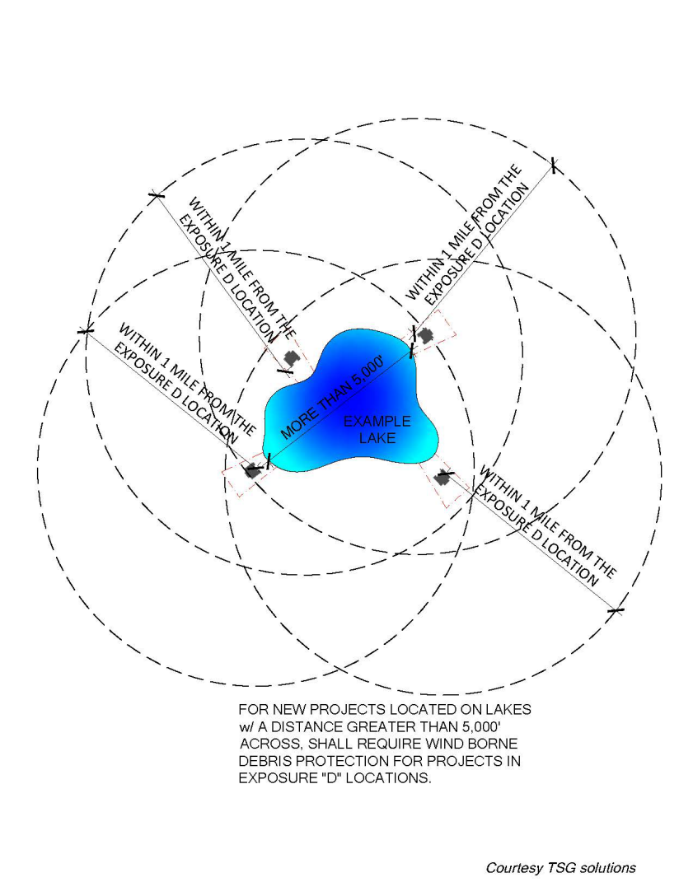 WITHIN 1 MILE FROM THE
EXPOSURE D LOCATION
WITHIN 1 MILE FROM THE
EXPOSURE D LOCATION
WITHIN 1 MILE FROM THE
EXPOSURE D LOCATION
MORE THAN 5,000'
EXAMPLE
LAKE
WITHIN 1 MILE FROM THE
EXPOSURE D LOCATION
FOR NEW PROJECTS LOCATED ON LAKES
w/ A DISTANCE GREATER THAN 5,000'
ACROSS, SHALL REQUIRE WIND BORNE
DEBRIS PROTECTION FOR PROJECTS IN
EXPOSURE "D" LOCATIONS.
Courtesy TSG solutions